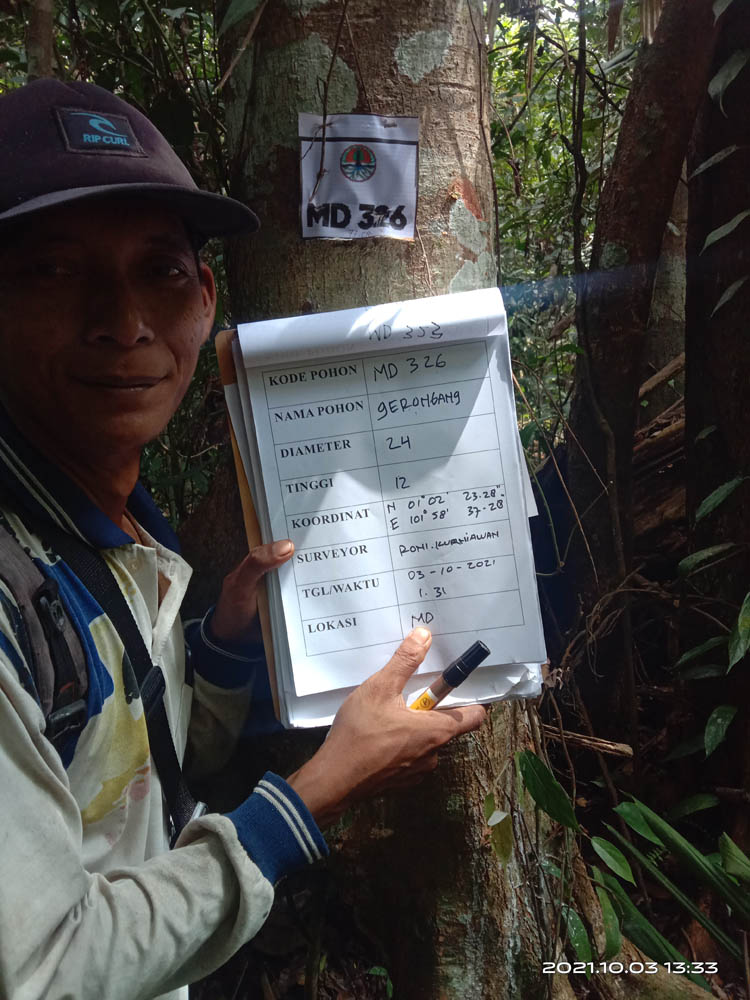 RIP CURL
MD 326
MD 353
KODE POHON MD 326
NAMA POHON gERONgANg
DIAMETER 24
TINGGI 12
KOORDINAT N 01° 02' 23.28"
E 101° 58' 37.28
SURVEYOR RONI.KURNIAWAN
TGL/WAKTU 03-10-2021
1.31
LOKASI MD
2021.10.03 13:33